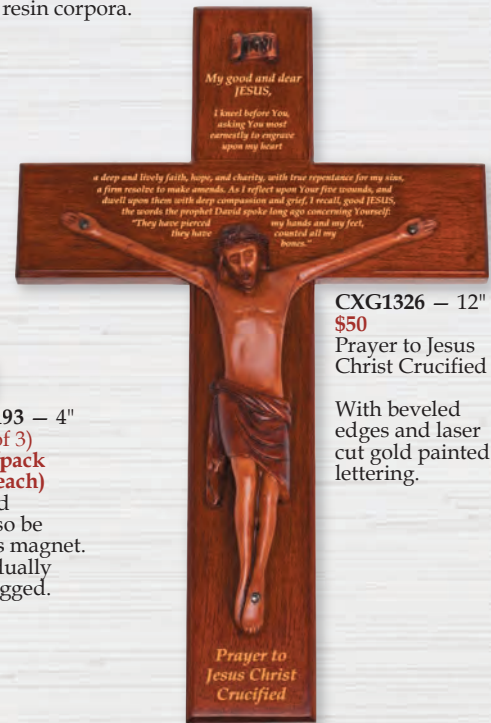 resin corpora.
INRI
My good and dear
JESUS,
I kneel before You,
asking You most
earnestly to engrave
upon my heart
a deep and lively faith, hope, and charity, with true repentance for my sins,
a firm resolve to make amends. As I reflect upon Your five wounds, and
dwell upon them with deep compassion and grief, I recall, good JESUS,
the words the prophet David spoke long ago concerning Yourself:
"They have pierced my hands and my feet,
they have counted all my
bones."
CXG1326 — 12"
$50
Prayer to Jesus
Christ Crucified
With beveled
edges and laser
cut gold painted
lettering.
93 — 4"
of 3)
pack
each)
so be
s magnet.
Prayer to
Jesus Christ
Crucified